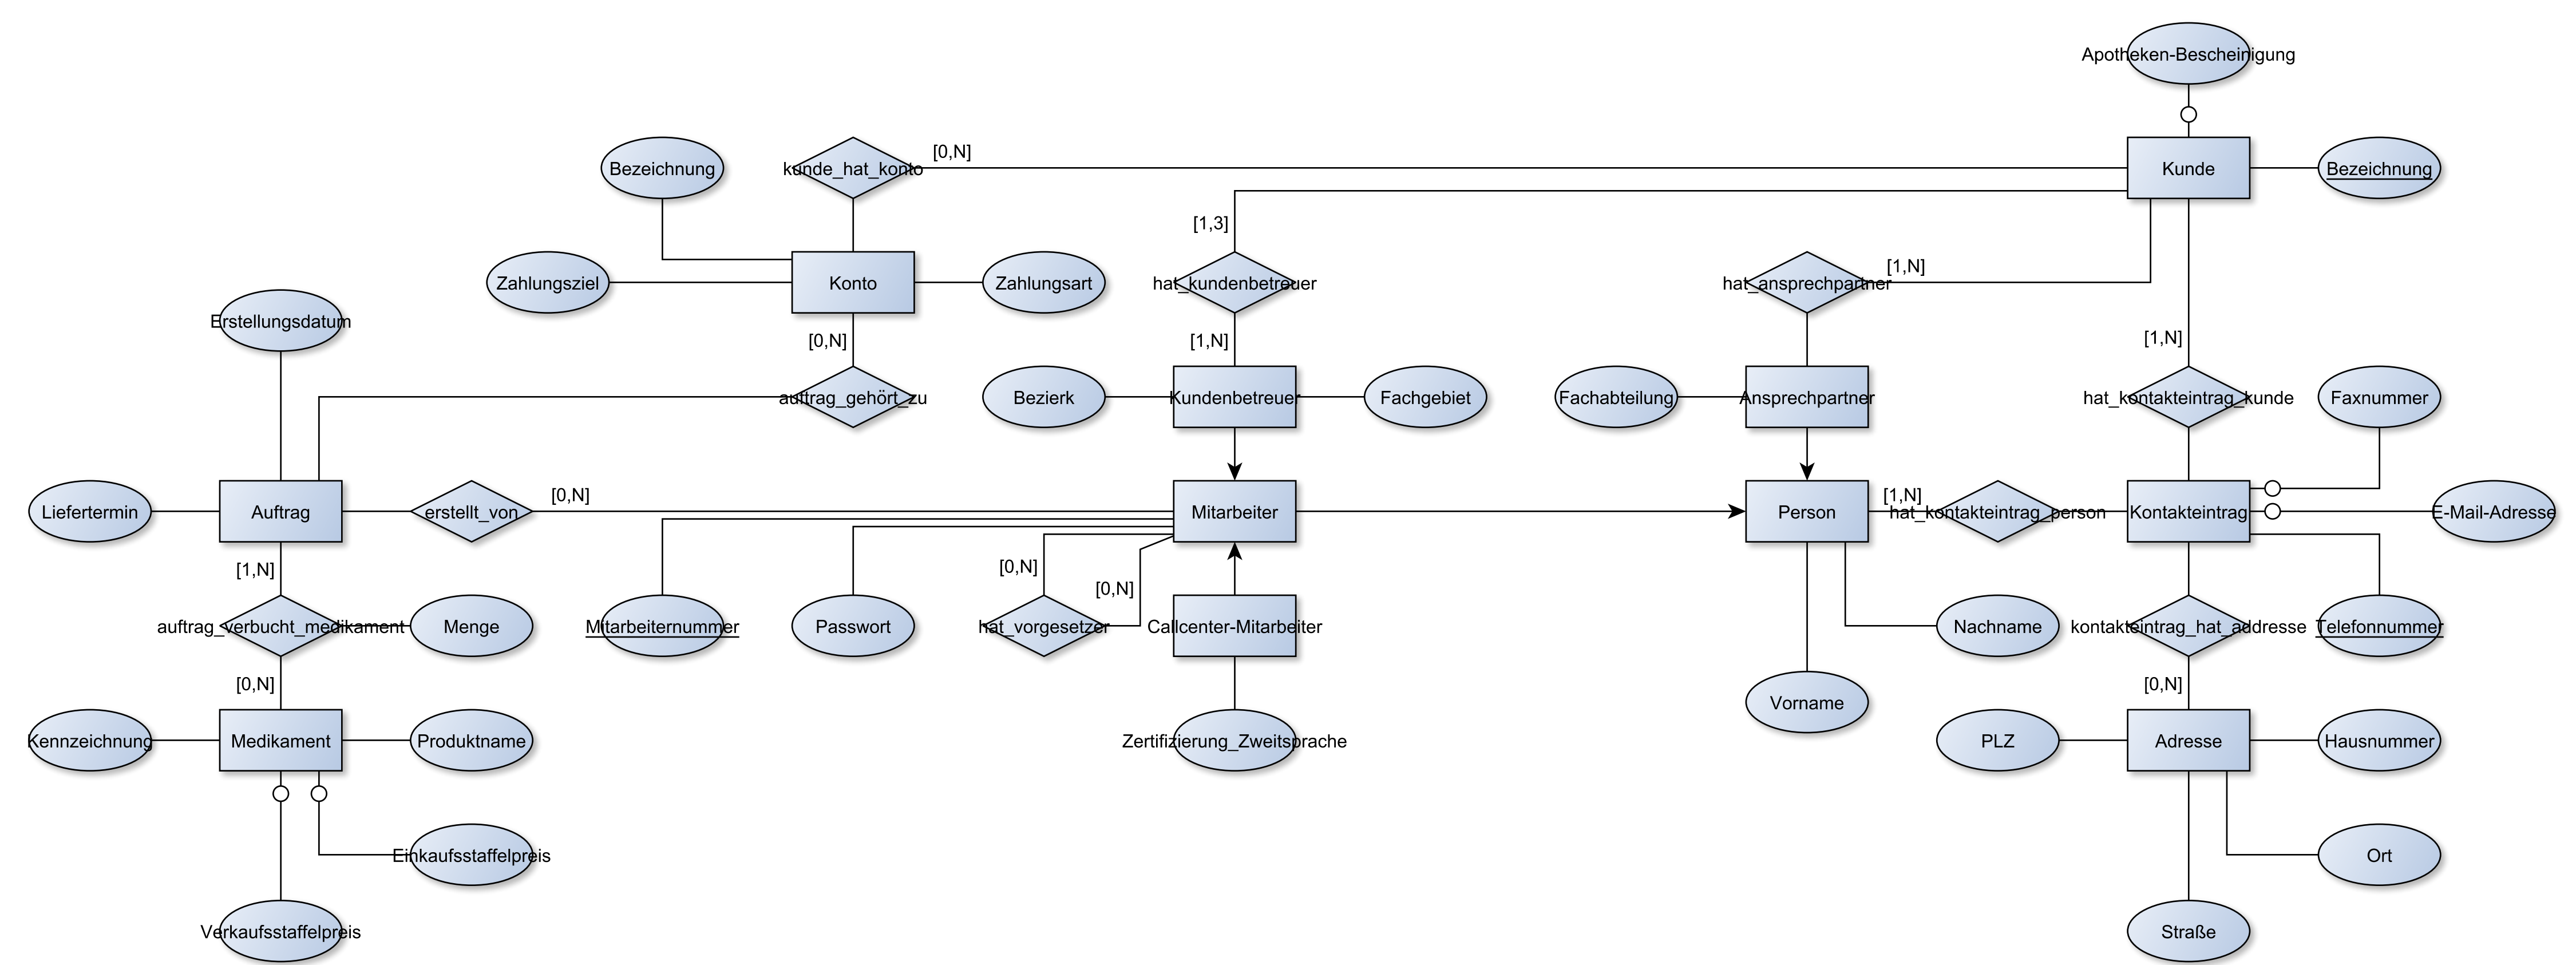 Apotheken-Bescheinigung
[0,N]
Bezeichnung
kunde_hat_konto
Kunde
Bezeichnung
[1,3]
[1,N]
Zahlungsziel
Konto
Zahlungsart
hat_kundenbetreuer
hat_ansprechpartner
Erstellungsdatum
[0,N]
[1,N]
[1,N]
auftrag_gehört_zu
Bezierk
Kundenbetreuer
Fachgebiet
Fachabteilung
Ansprechpartner
hat_kontakteintrag_kunde
Faxnummer
[0,N]
[1,N]
Liefertermin
Auftrag
erstellt_von
Mitarbeiter
Person
hat_kontakteintrag_person
Kontakteintrag
E-Mail-Adresse
[1,N]
[0,N]
[0,N]
auftrag_verbucht_medikament
Menge
Mitarbeiternummer
Passwort
hat_vorgesetzer
Callcenter-Mitarbeiter
Nachname
kontakteintrag_hat_addresse
Telefonnummer
[0,N]
[0,N]
Vorname
Kennzeichnung
Medikament
Produktname
Zertifizierung_Zweitsprache
PLZ
Adresse
Hausnummer
Einkaufsstaffelpreis
Ort
Verkaufsstaffelpreis
Straße